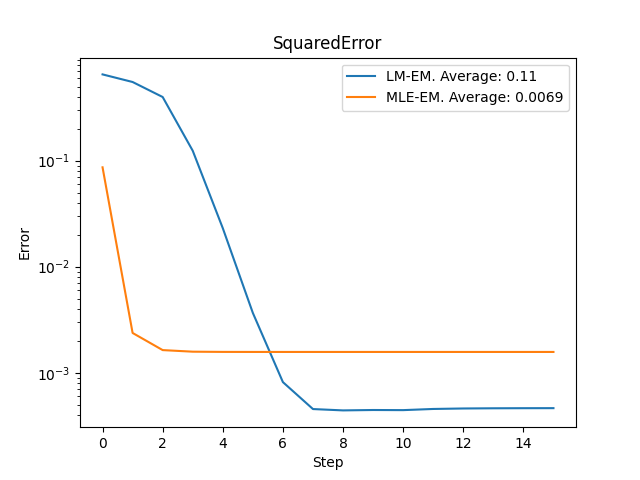 SquaredError
LM-EM. Average: 0.11
MLE-EM. Average: 0.0069
Error
10⁻¹
10⁻²
10⁻³
0 2 4 6 8 10 12 14
Step